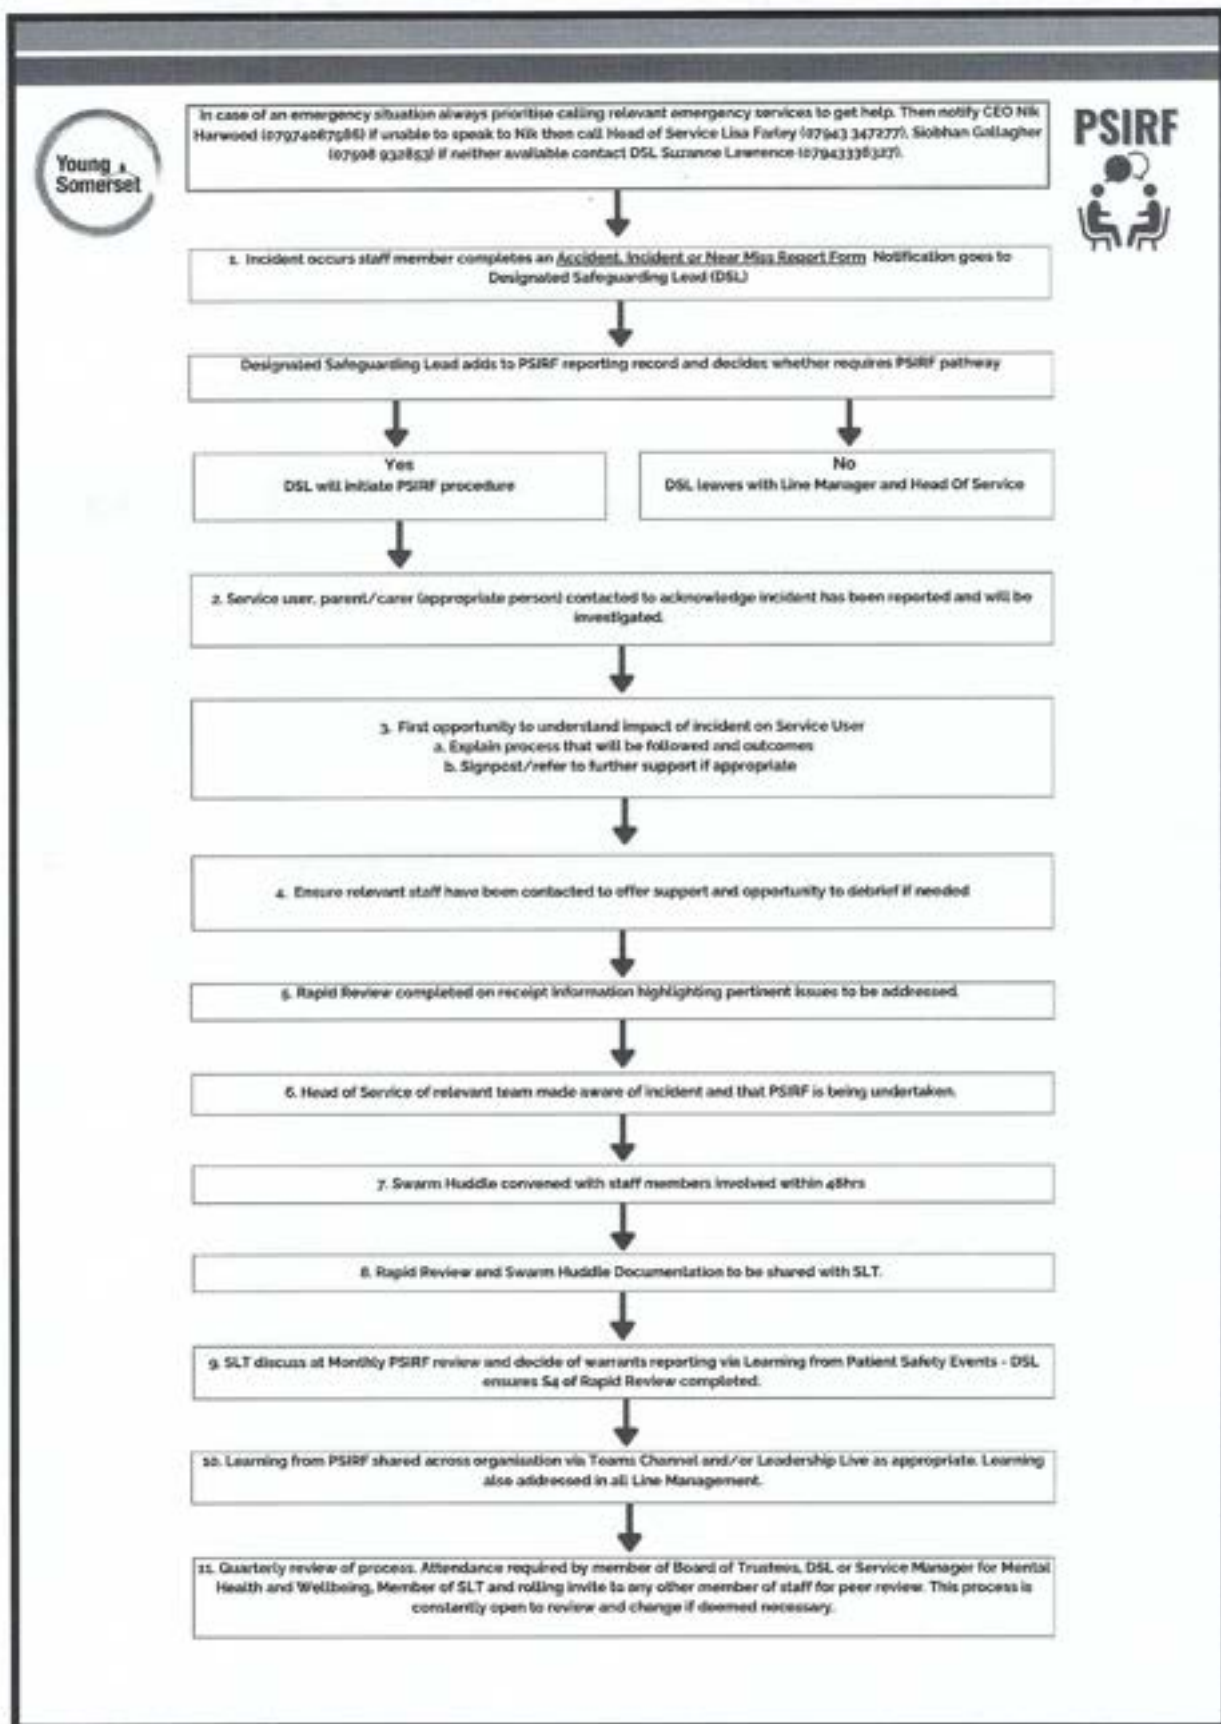 Young
Somerset
PSIRF
In case of an emergency situation always prioritise calling relevant emergency services to get help. Then notify CEO Nik
Harwood (07974087986) if unable to speak to Nik then call Head of Service Lisa Farley (07943 347277), Siobhan Gallagher
(07508 932853) if neither available contact DSL Suzanne Lawrence (07943336327).
1. Incident occurs staff member completes an Accident, Incident or Near Miss Report Form Notification goes to
Designated Safeguarding Lead (DSL)
Designated Safeguarding Lead adds to PSIRF reporting record and decides whether requires PSIRF pathway
Yes
DSL will initiate PSIRF procedure
No
DSL leaves with Line Manager and Head Of Service
2. Service user, parent/carer (appropriate person) contacted to acknowledge incident has been reported and will be
investigated.
3. First opportunity to understand impact of incident on Service User
a. Explain process that will be followed and outcomes
b. Signpost/refer to further support if appropriate
4. Ensure relevant staff have been contacted to offer support and opportunity to debrief if needed
5. Rapid Review completed on receipt information highlighting pertinent issues to be addressed.
6. Head of Service of relevant team made aware of incident and that PSIRF is being undertaken.
7. Swarm Huddle convened with staff members involved within 48hrs
8. Rapid Review and Swarm Huddle Documentation to be shared with SLT.
9. SLT discuss at Monthly PSIRF review and decide of warrants reporting via Learning from Patient Safety Events - DSL
ensures S4 of Rapid Review completed.
10. Learning from PSIRF shared across organisation via Teams Channel and/or Leadership Live as appropriate. Learning
also addressed in all Line Management.
11. Quarterly review of process. Attendance required by member of Board of Trustees, DSL or Service Manager for Mental
Health and Wellbeing, Member of SLT and rolling invite to any other member of staff for peer review. This process is
constantly open to review and change if deemed necessary.